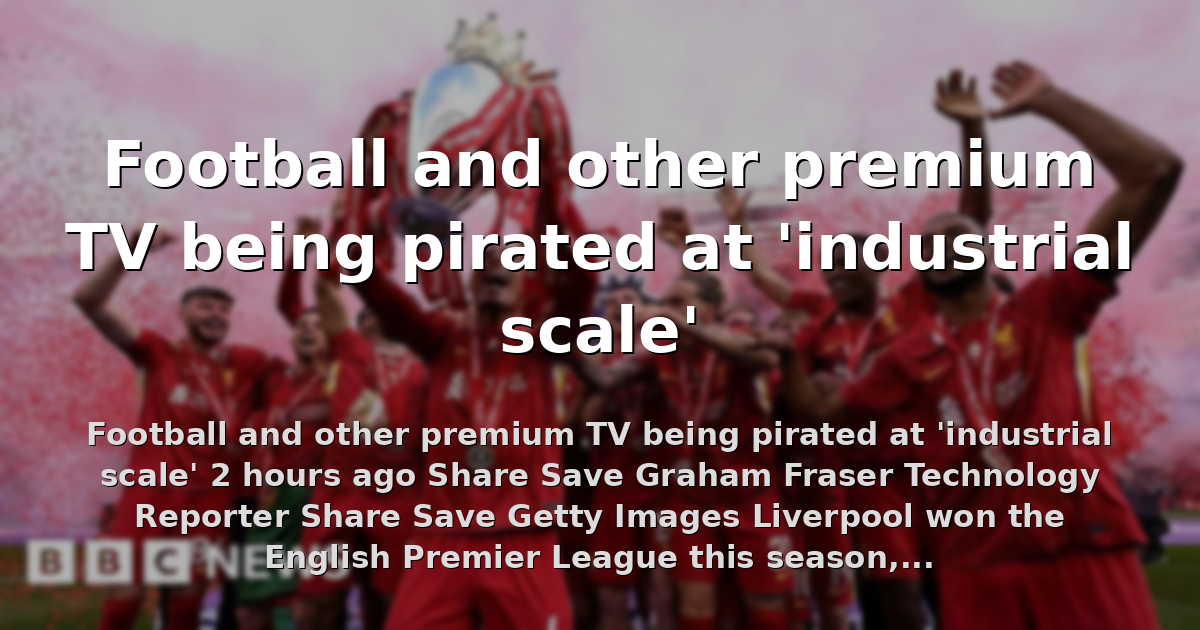 Football and other premium
TV being pirated at 'industrial
scale'
Football and other premium TV being pirated at 'industrial
scale' 2 hours ago Share Save Graham Fraser Technology
Reporter Share Save Getty Images Liverpool won the
English Premier League this season,...
BBC NEWS